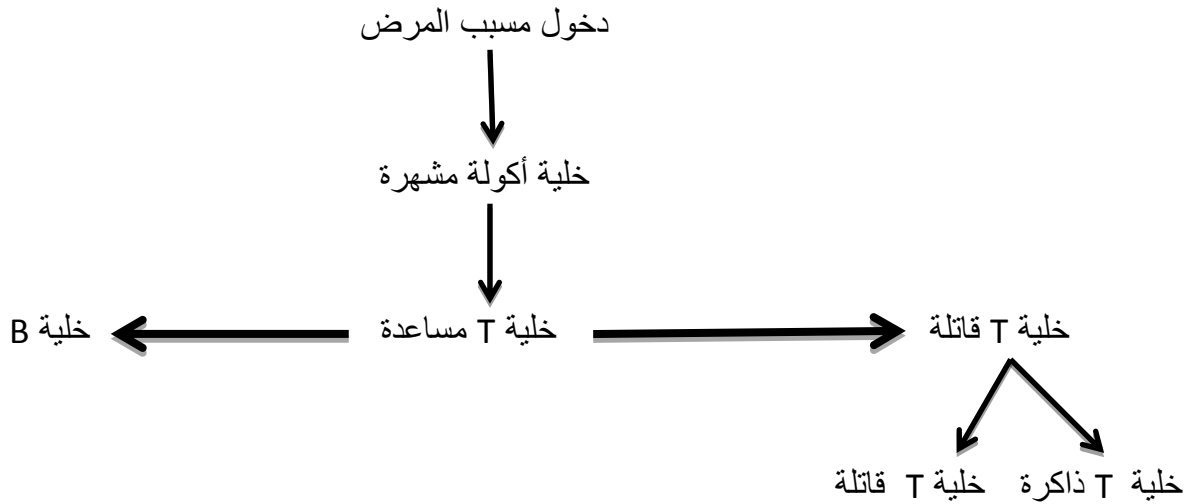 دخول مسبب المرض
خلية أكولة مشهرة
خلية T قاتلة
خلية T مساعدة
خلية B
خلية T ذاكرة
خلية T قاتلة